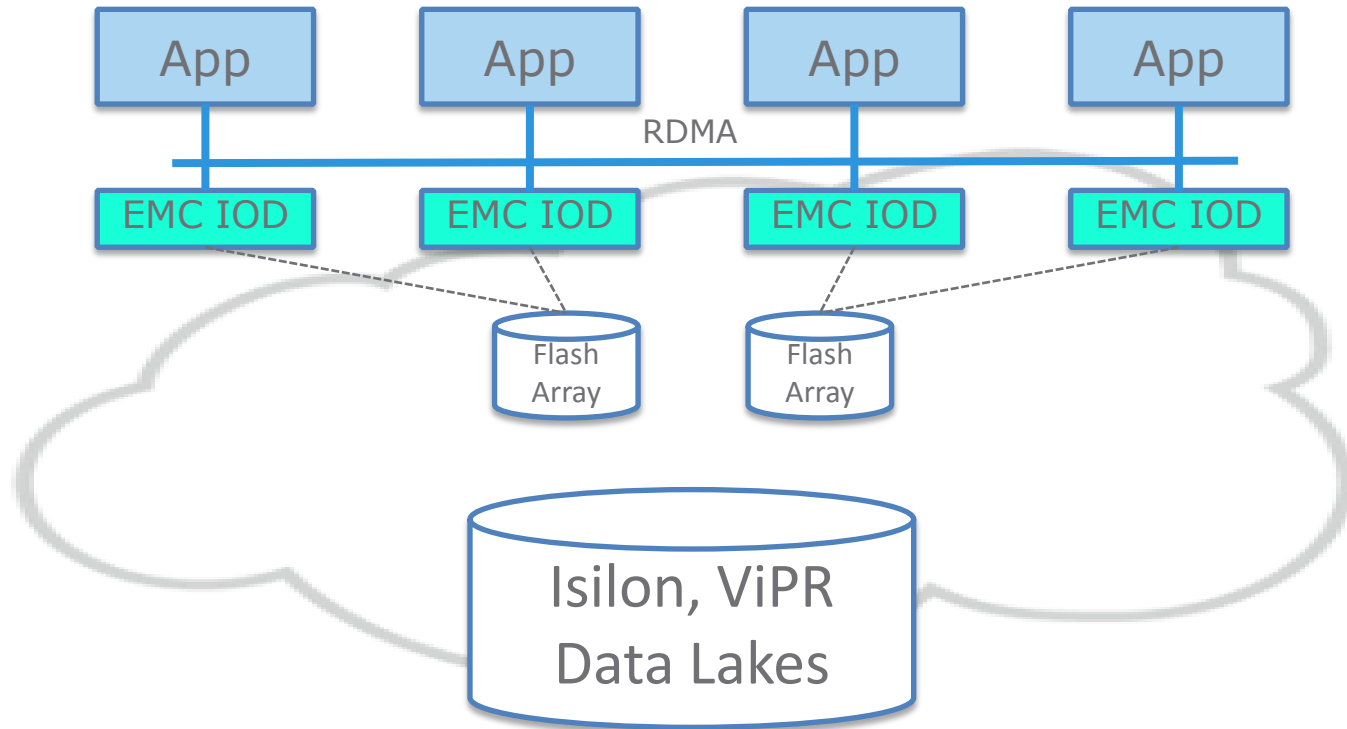 App
App
App
App
RDMA
EMC IOD
EMC IOD
EMC IOD
EMC IOD
Flash
Array
Flash
Array
Isilon, ViPR
Data Lakes